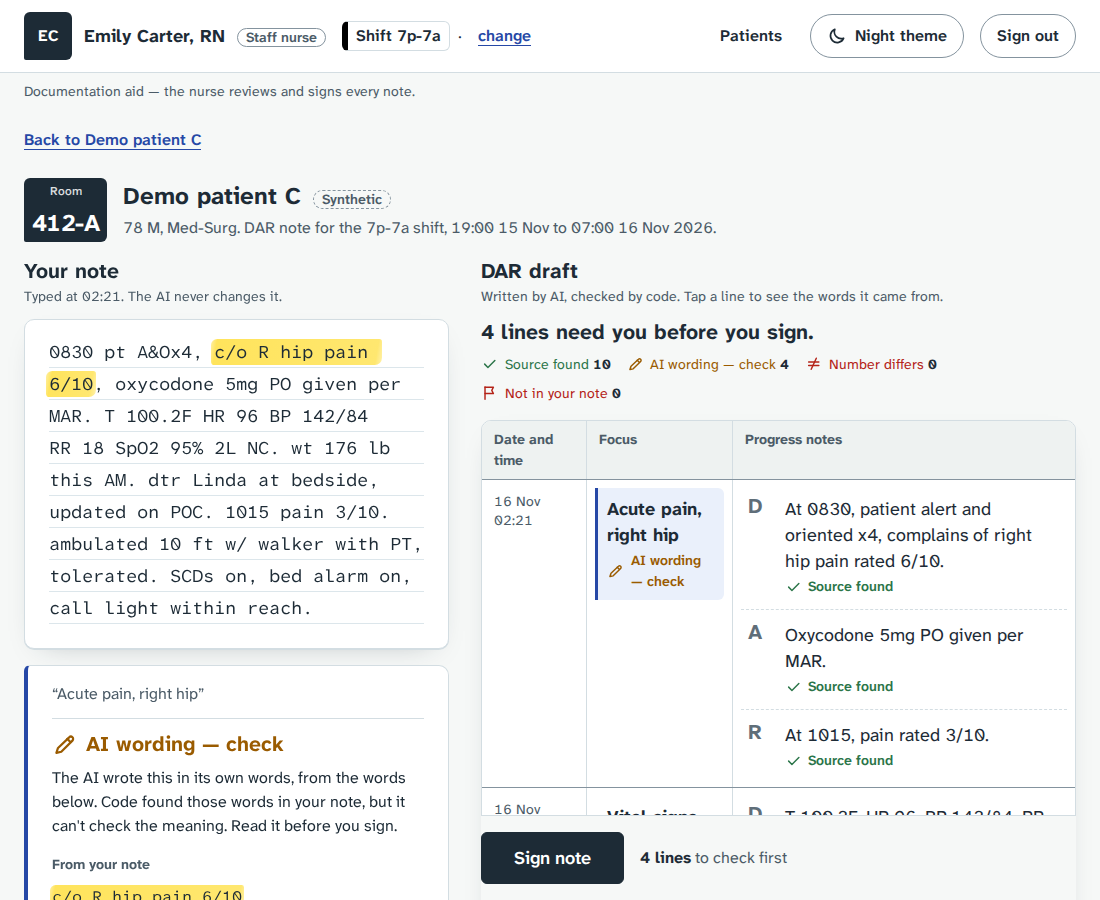 EC
Emily Carter, RN
Staff nurse
Shift 7p-7a
·
change
Patients
Night theme
Sign out
Documentation aid — the nurse reviews and signs every note.
Back to Demo patient C
Room
412-A
Demo patient C
Synthetic
78 M, Med-Surg. DAR note for the 7p-7a shift, 19:00 15 Nov to 07:00 16 Nov 2026.
Your note
Typed at 02:21. The AI never changes it.
0830 pt A&Ox4, c/o R hip pain
6/10, oxycodone 5mg PO given per
MAR. T 100.2F HR 96 BP 142/84
RR 18 SpO2 95% 2L NC. wt 176 lb
this AM. dtr Linda at bedside,
updated on POC. 1015 pain 3/10.
ambulated 10 ft w/ walker with PT,
tolerated. SCDs on, bed alarm on,
call light within reach.
“Acute pain, right hip”
AI wording — check
The AI wrote this in its own words, from the words
below. Code found those words in your note, but it
can't check the meaning. Read it before you sign.
From your note
c/o R hip pain 6/10
DAR draft
Written by AI, checked by code. Tap a line to see the words it came from.
4 lines need you before you sign.
Source found 10
AI wording — check 4
Number differs 0
Not in your note 0
Date and
time
Focus
Progress notes
16 Nov
02:21
Acute pain,
right hip
AI wording
— check
D
At 0830, patient alert and
oriented x4, complains of right
hip pain rated 6/10.
Source found
A
Oxycodone 5mg PO given per
MAR.
Source found
R
At 1015, pain rated 3/10.
Source found
16 Nov
Vital signs
D
T 100.2F, HR 96, BP 142/84, RR
Sign note
4 lines to check first